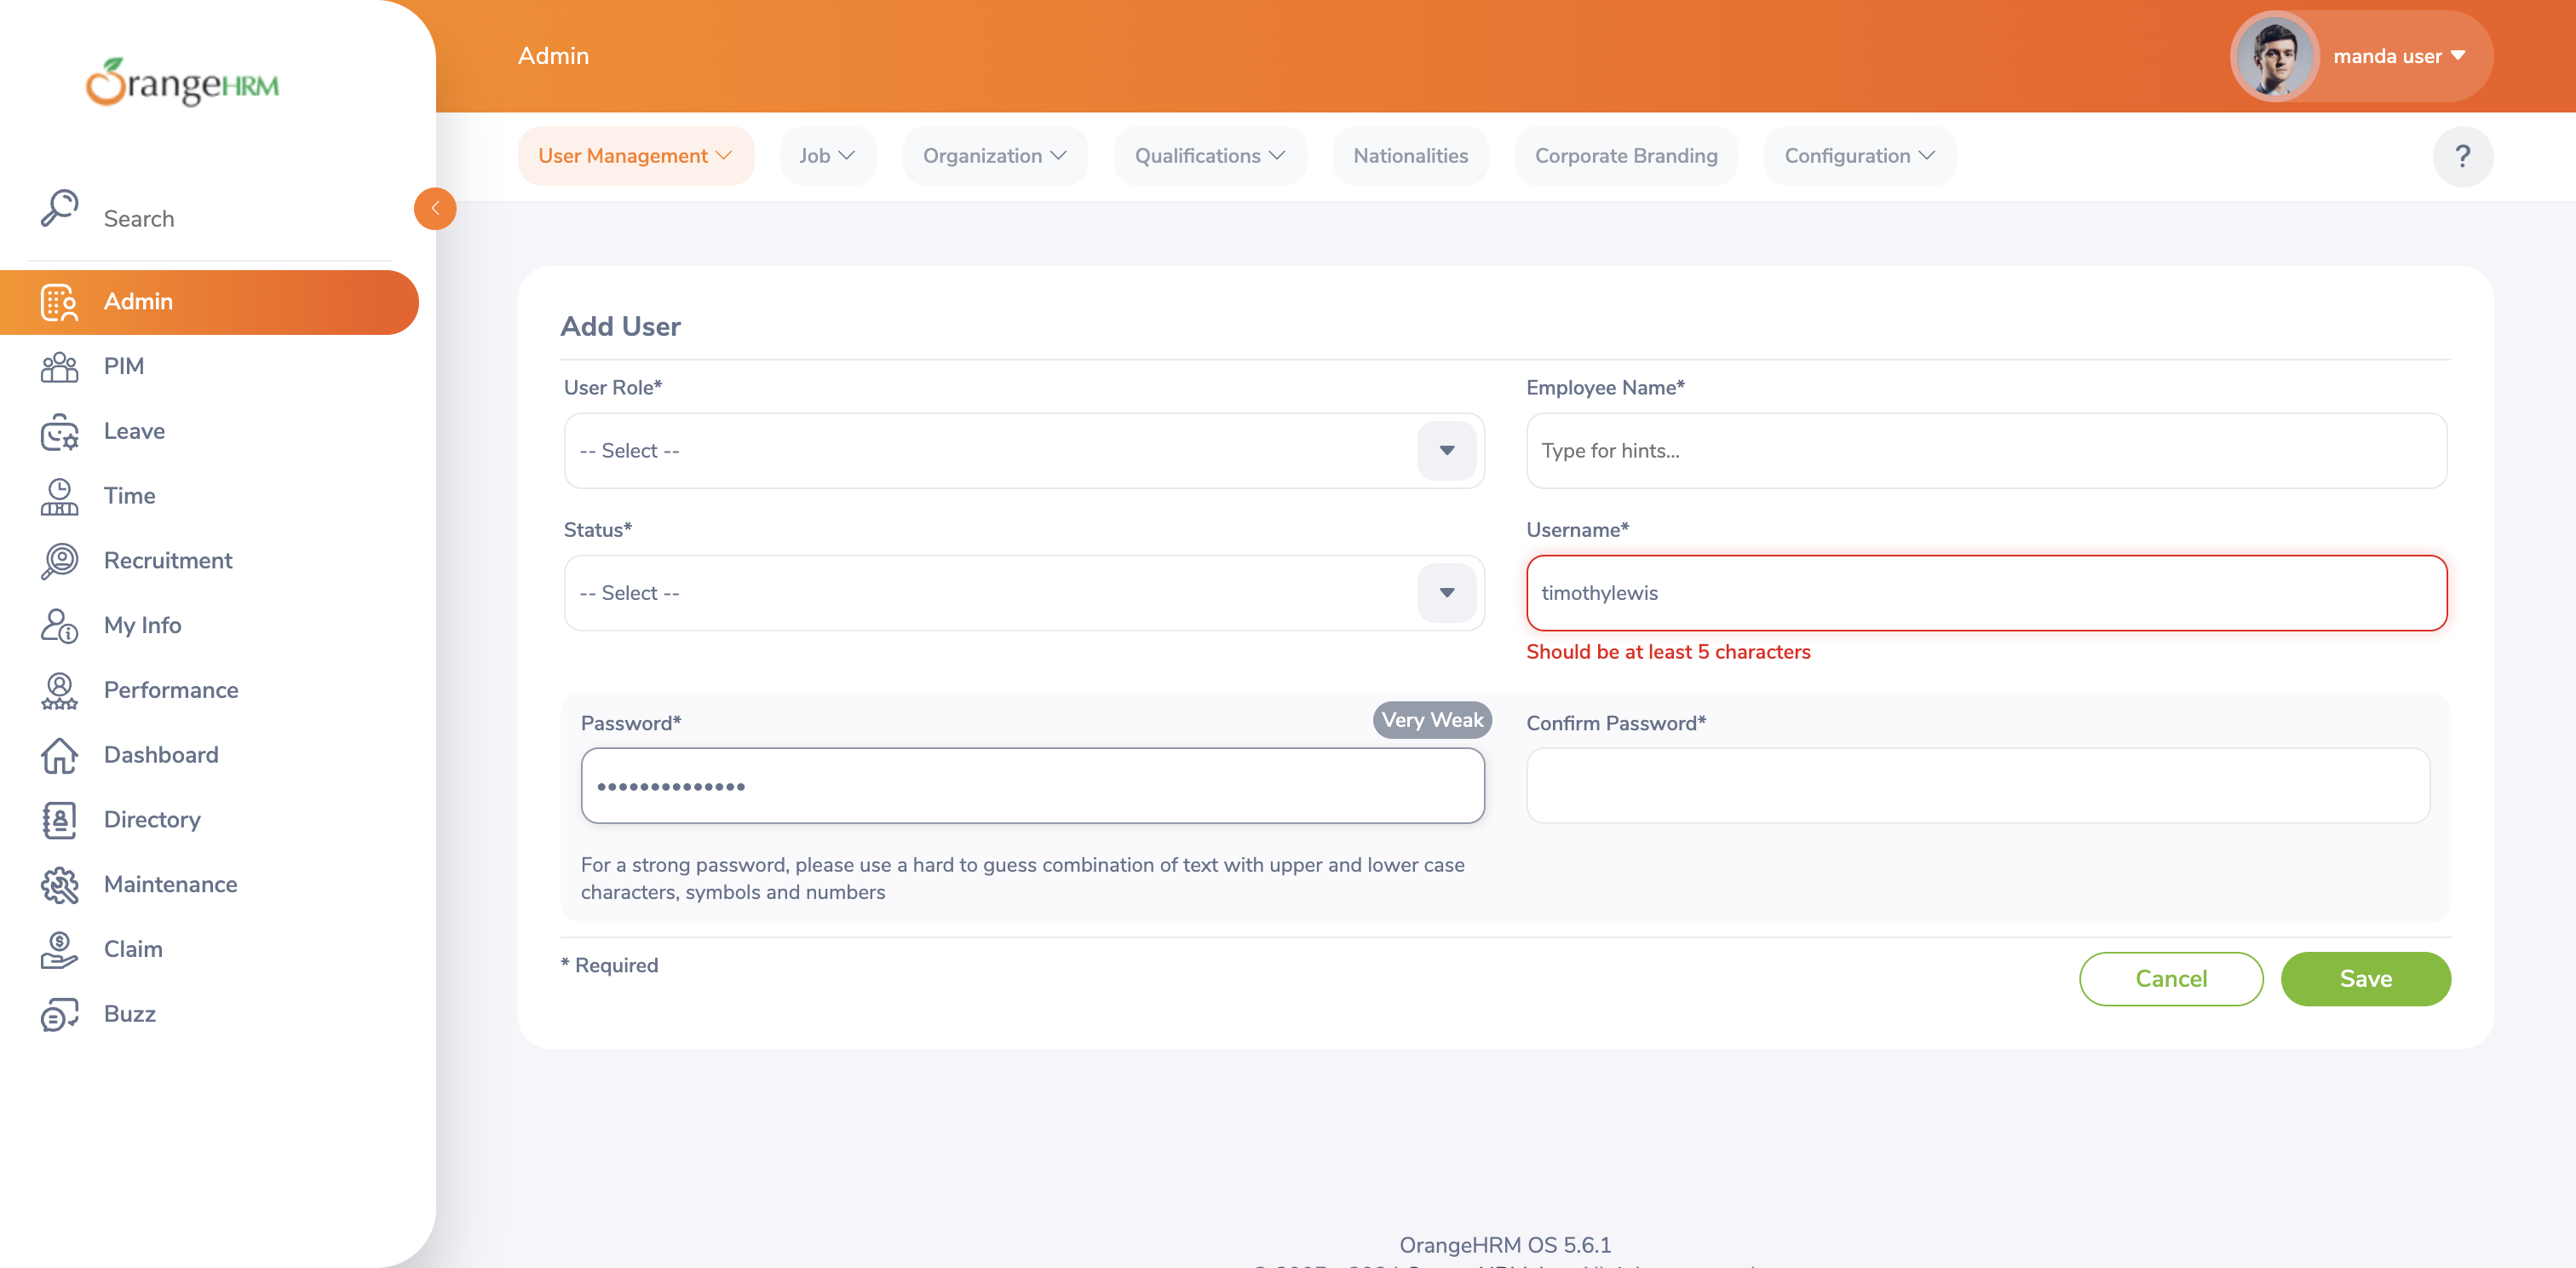 OrangeHRM
Search
Admin
PIM
Leave
Time
Recruitment
My Info
Performance
Dashboard
Directory
Maintenance
Claim
Buzz
Admin
manda user
User Management
Job
Organization
Qualifications
Nationalities
Corporate Branding
Configuration
?
Add User
User Role*
-- Select --
Employee Name*
Type for hints...
Status*
-- Select --
Username*
timothylewis
Should be at least 5 characters
Password*
Very Weak
••••••••••••••
Confirm Password*
For a strong password, please use a hard to guess combination of text with upper and lower case
characters, symbols and numbers
* Required
Cancel
Save
OrangeHRM OS 5.6.1